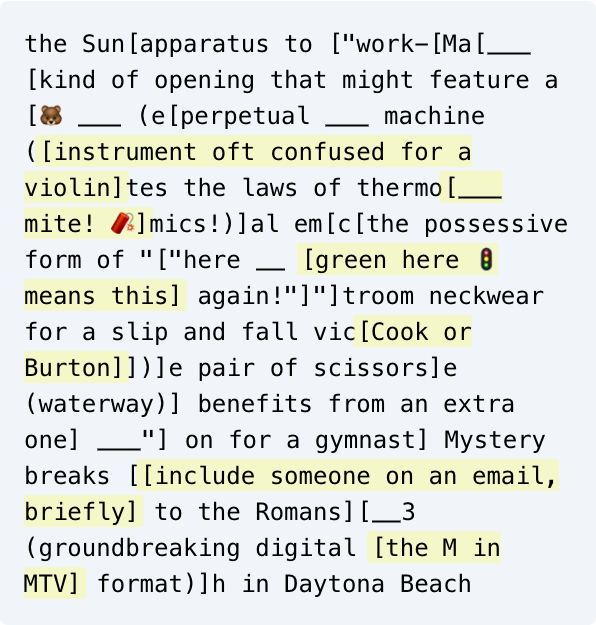 the Sun[apparatus to ["work–[Ma[___
[kind of opening that might feature a
[🐻 ___ (e[perpetual ___ machine
([instrument oft confused for a
violin]tes the laws of thermo[___
mite! 🧨]mics!)]al em[c[the possessive
form of "["here __ [green here 🚦
means this] again!"]"]troom neckwear
for a slip and fall vic[Cook or
Burton]])]e pair of scissors]e
(waterway)] benefits from an extra
one] ___"] on for a gymnast] Mystery
breaks [[include someone on an email,
briefly] to the Romans][__3
(groundbreaking digital [the M in
MTV] format)]h in Daytona Beach